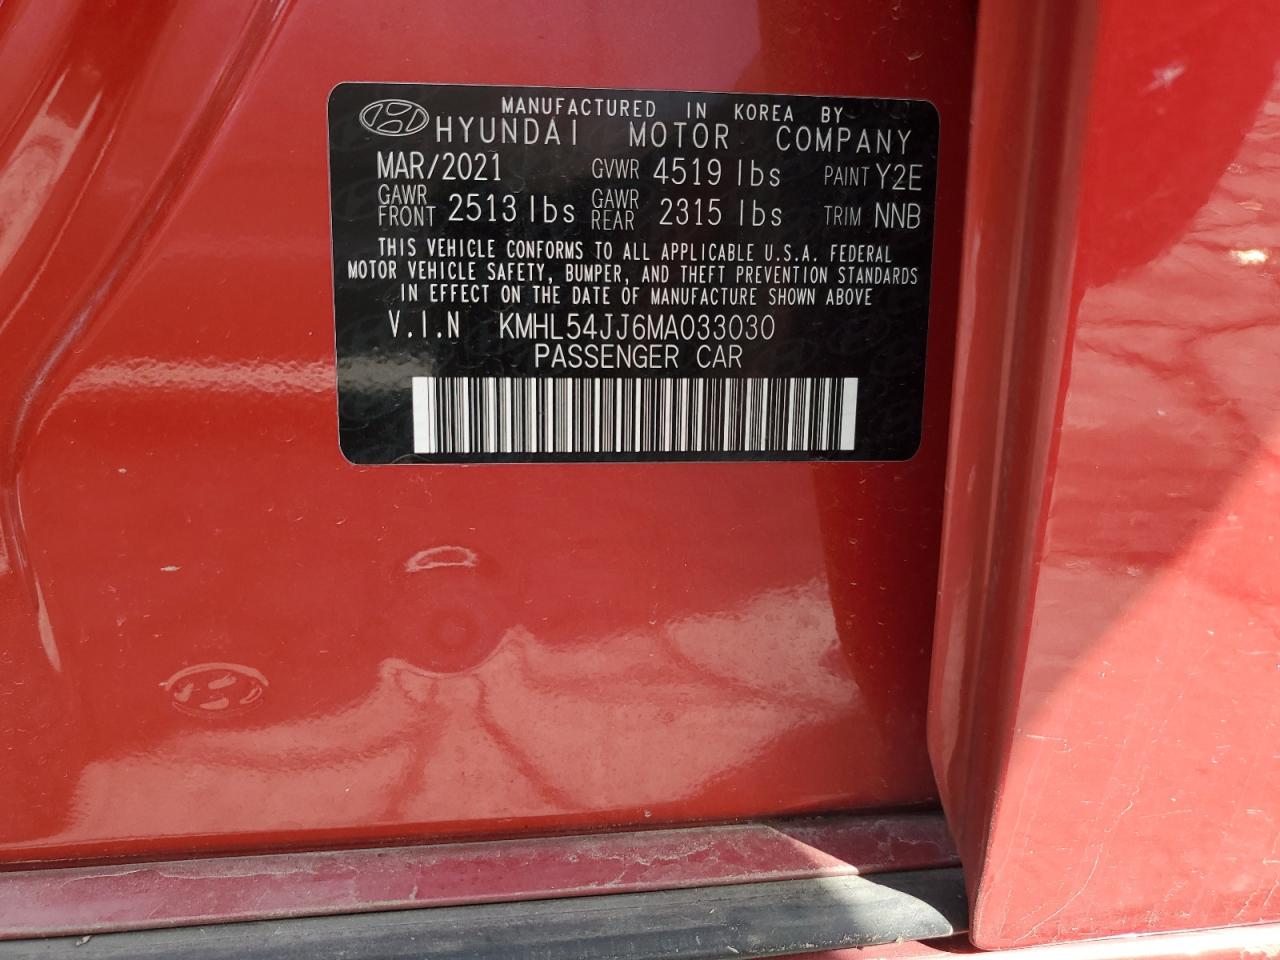 MANUFACTURED IN KOREA BY
HYUNDAI MOTOR COMPANY
MAR/2021 GVWR 4519 lbs PAINT Y2E
GAWR FRONT 2513 lbs GAWR REAR 2315 lbs TRIM NNB
THIS VEHICLE CONFORMS TO ALL APPLICABLE U.S.A. FEDERAL
MOTOR VEHICLE SAFETY, BUMPER, AND THEFT PREVENTION STANDARDS
IN EFFECT ON THE DATE OF MANUFACTURE SHOWN ABOVE
V.I.N KMHL54JJ6MA033030
PASSENGER CAR